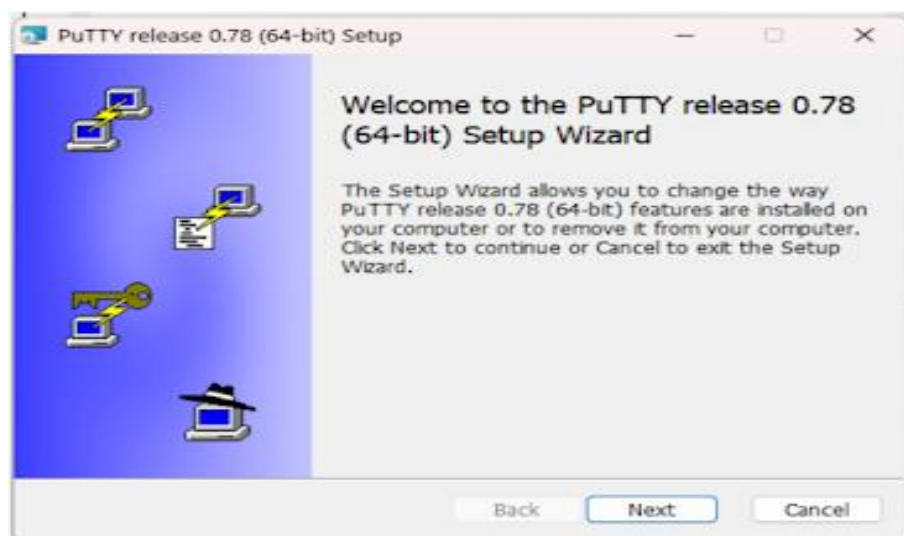 PuTTY release 0.78 (64-bit) Setup
Welcome to the PuTTY release 0.78
(64-bit) Setup Wizard
The Setup Wizard allows you to change the way
PuTTY release 0.78 (64-bit) features are installed on
your computer or to remove it from your computer.
Click Next to continue or Cancel to exit the Setup
Wizard.
Back Next Cancel